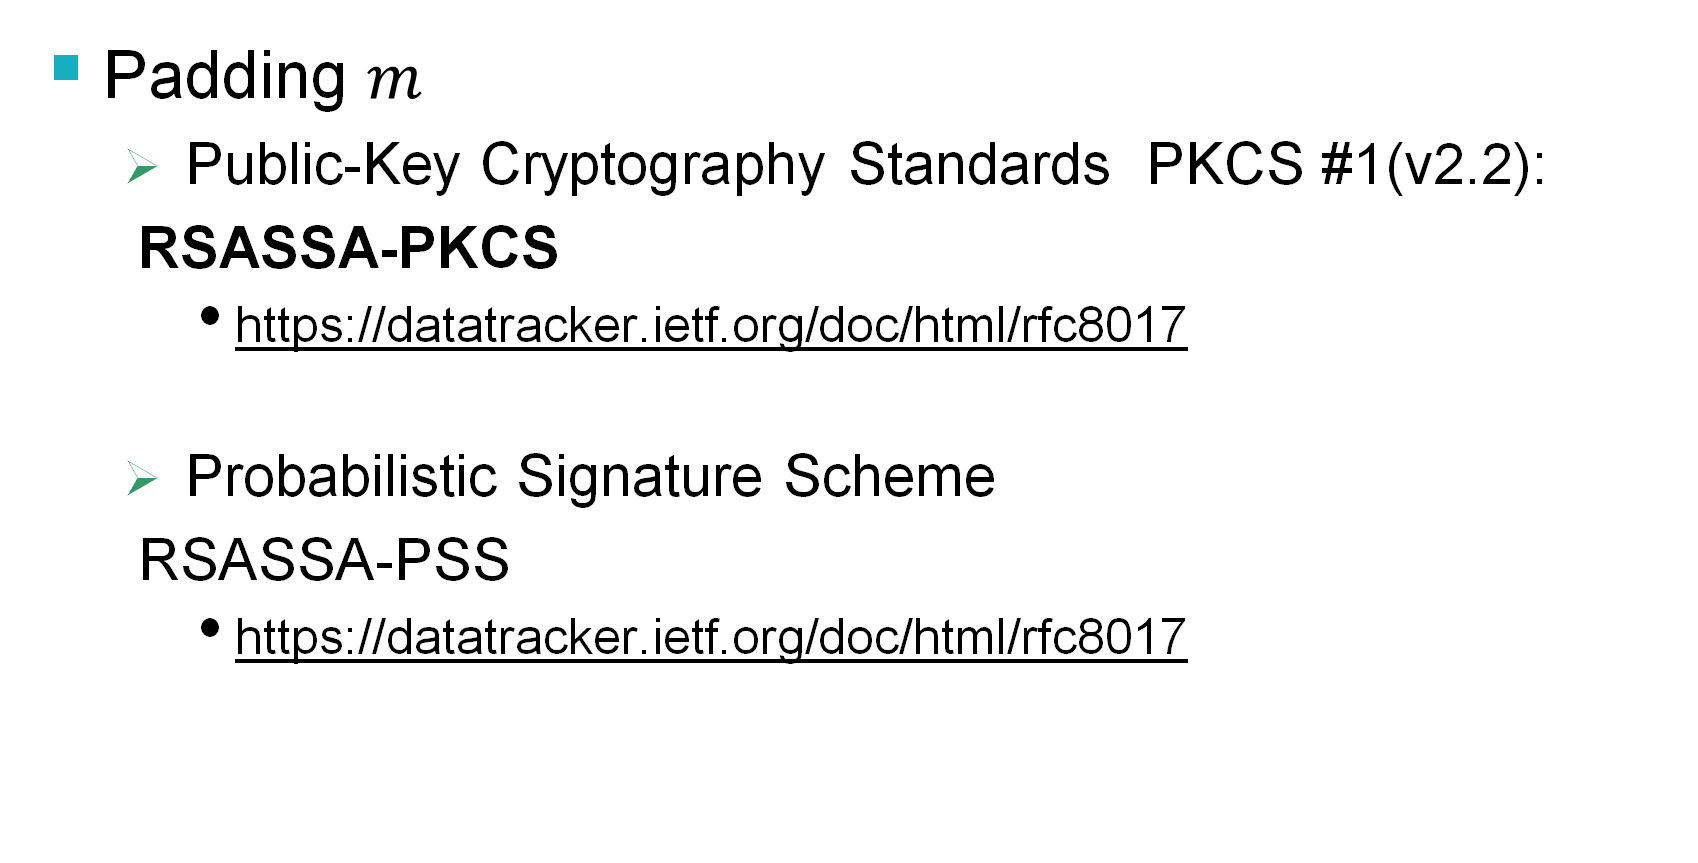 Padding m
Public-Key Cryptography Standards PKCS #1(v2.2):
RSASSA-PKCS
https://datatracker.ietf.org/doc/html/rfc8017
Probabilistic Signature Scheme
RSASSA-PSS
https://datatracker.ietf.org/doc/html/rfc8017